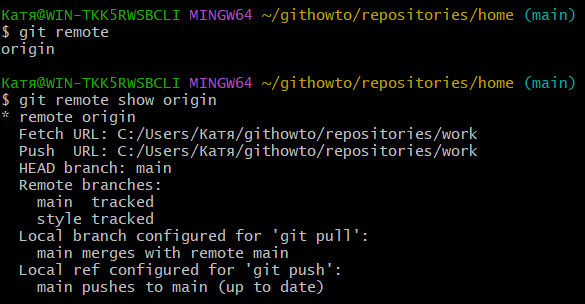 Катя@WIN-TKK5RWSBCLI MINGW64 ~/githowto/repositories/home (main)
$ git remote
origin

Катя@WIN-TKK5RWSBCLI MINGW64 ~/githowto/repositories/home (main)
$ git remote show origin
* remote origin
  Fetch URL: C:/Users/Катя/githowto/repositories/work
  Push  URL: C:/Users/Катя/githowto/repositories/work
  HEAD branch: main
  Remote branches:
    main  tracked
    style tracked
  Local branch configured for 'git pull':
    main merges with remote main
  Local ref configured for 'git push':
    main pushes to main (up to date)